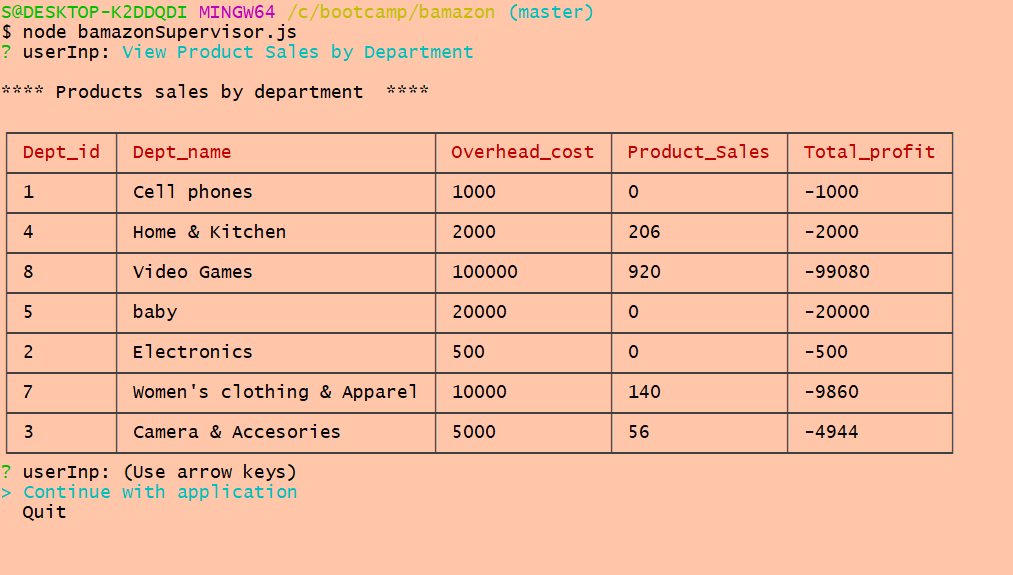 S@DESKTOP-K2DDQDI MINGW64 /c/bootcamp/bamazon (master)
$ node bamazonSupervisor.js
? userInp: View Product Sales by Department
**** Products sales by department  ****
Dept_id Dept_name Overhead_cost Product_Sales Total_profit
1 Cell phones 1000 0 -1000
4 Home & Kitchen 2000 206 -2000
8 Video Games 100000 920 -99080
5 baby 20000 0 -20000
2 Electronics 500 0 -500
7 Women's clothing & Apparel 10000 140 -9860
3 Camera & Accesories 5000 56 -4944
? userInp: (Use arrow keys)
> Continue with application
Quit